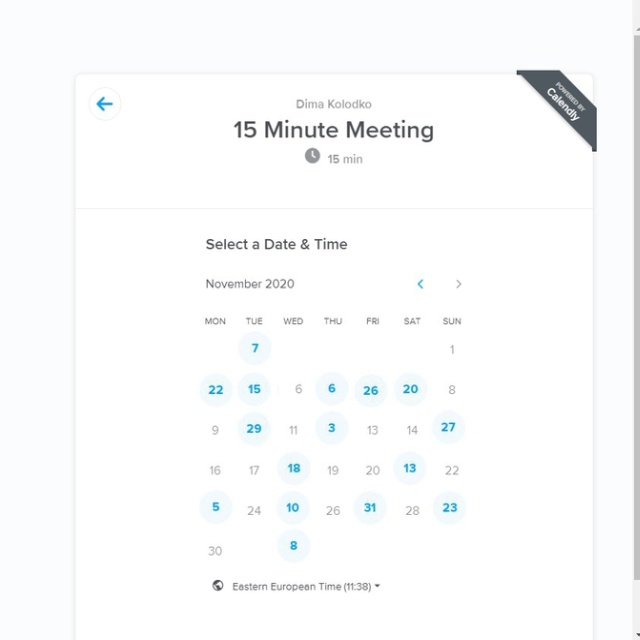 Dima Kolodko
15 Minute Meeting
15 min
POWERED BY
Calendly
Select a Date & Time
November 2020
MON TUE WED THU FRI SAT SUN
7 1
22 15 6 6 26 20 8
9 29 11 3 13 14 27
16 17 18 19 20 13 22
5 24 10 26 31 28 23
30 8
Eastern European Time (11:38)